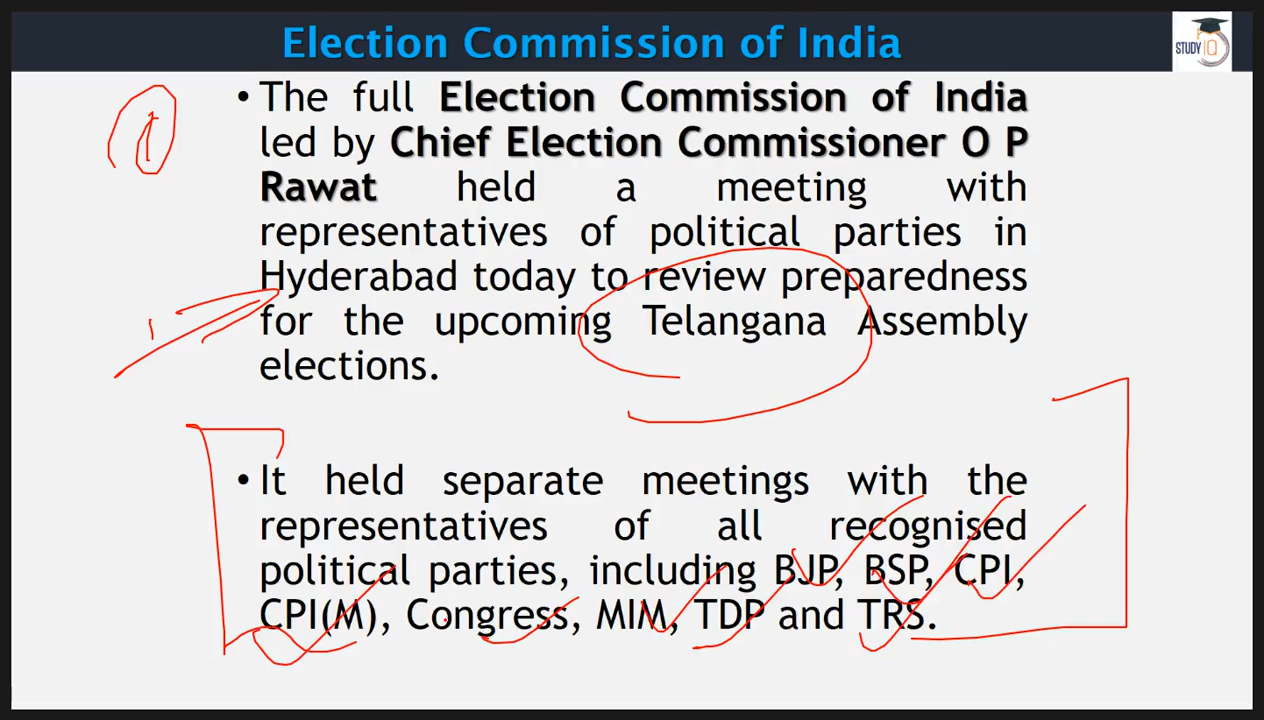 Election Commission of India
STUDY IQ
• The full Election Commission of India
led by Chief Election Commissioner O P
Rawat held a meeting with
representatives of political parties in
Hyderabad today to review preparedness
for the upcoming Telangana Assembly
elections.
• It held separate meetings with the
representatives of all recognised
political parties, including BJP, BSP, CPI,
CPI(M), Congress, MIM, TDP and TRS.